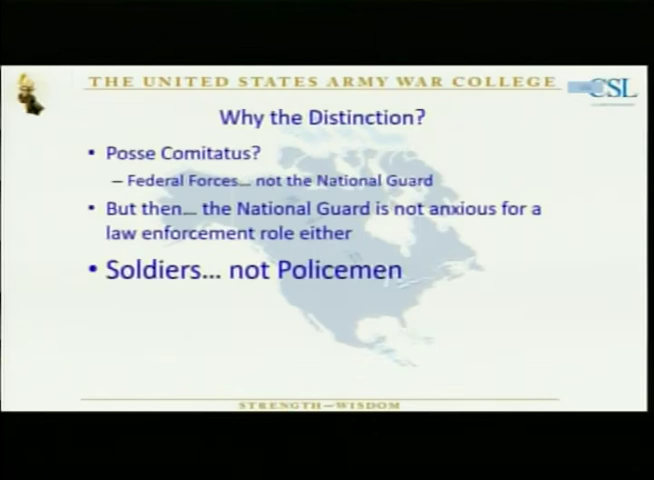 THE UNITED STATES ARMY WAR COLLEGE
CSL
Why the Distinction?
• Posse Comitatus?
– Federal Forces... not the National Guard
• But then... the National Guard is not anxious for a
law enforcement role either
• Soldiers... not Policemen
STRENGTH—WISDOM